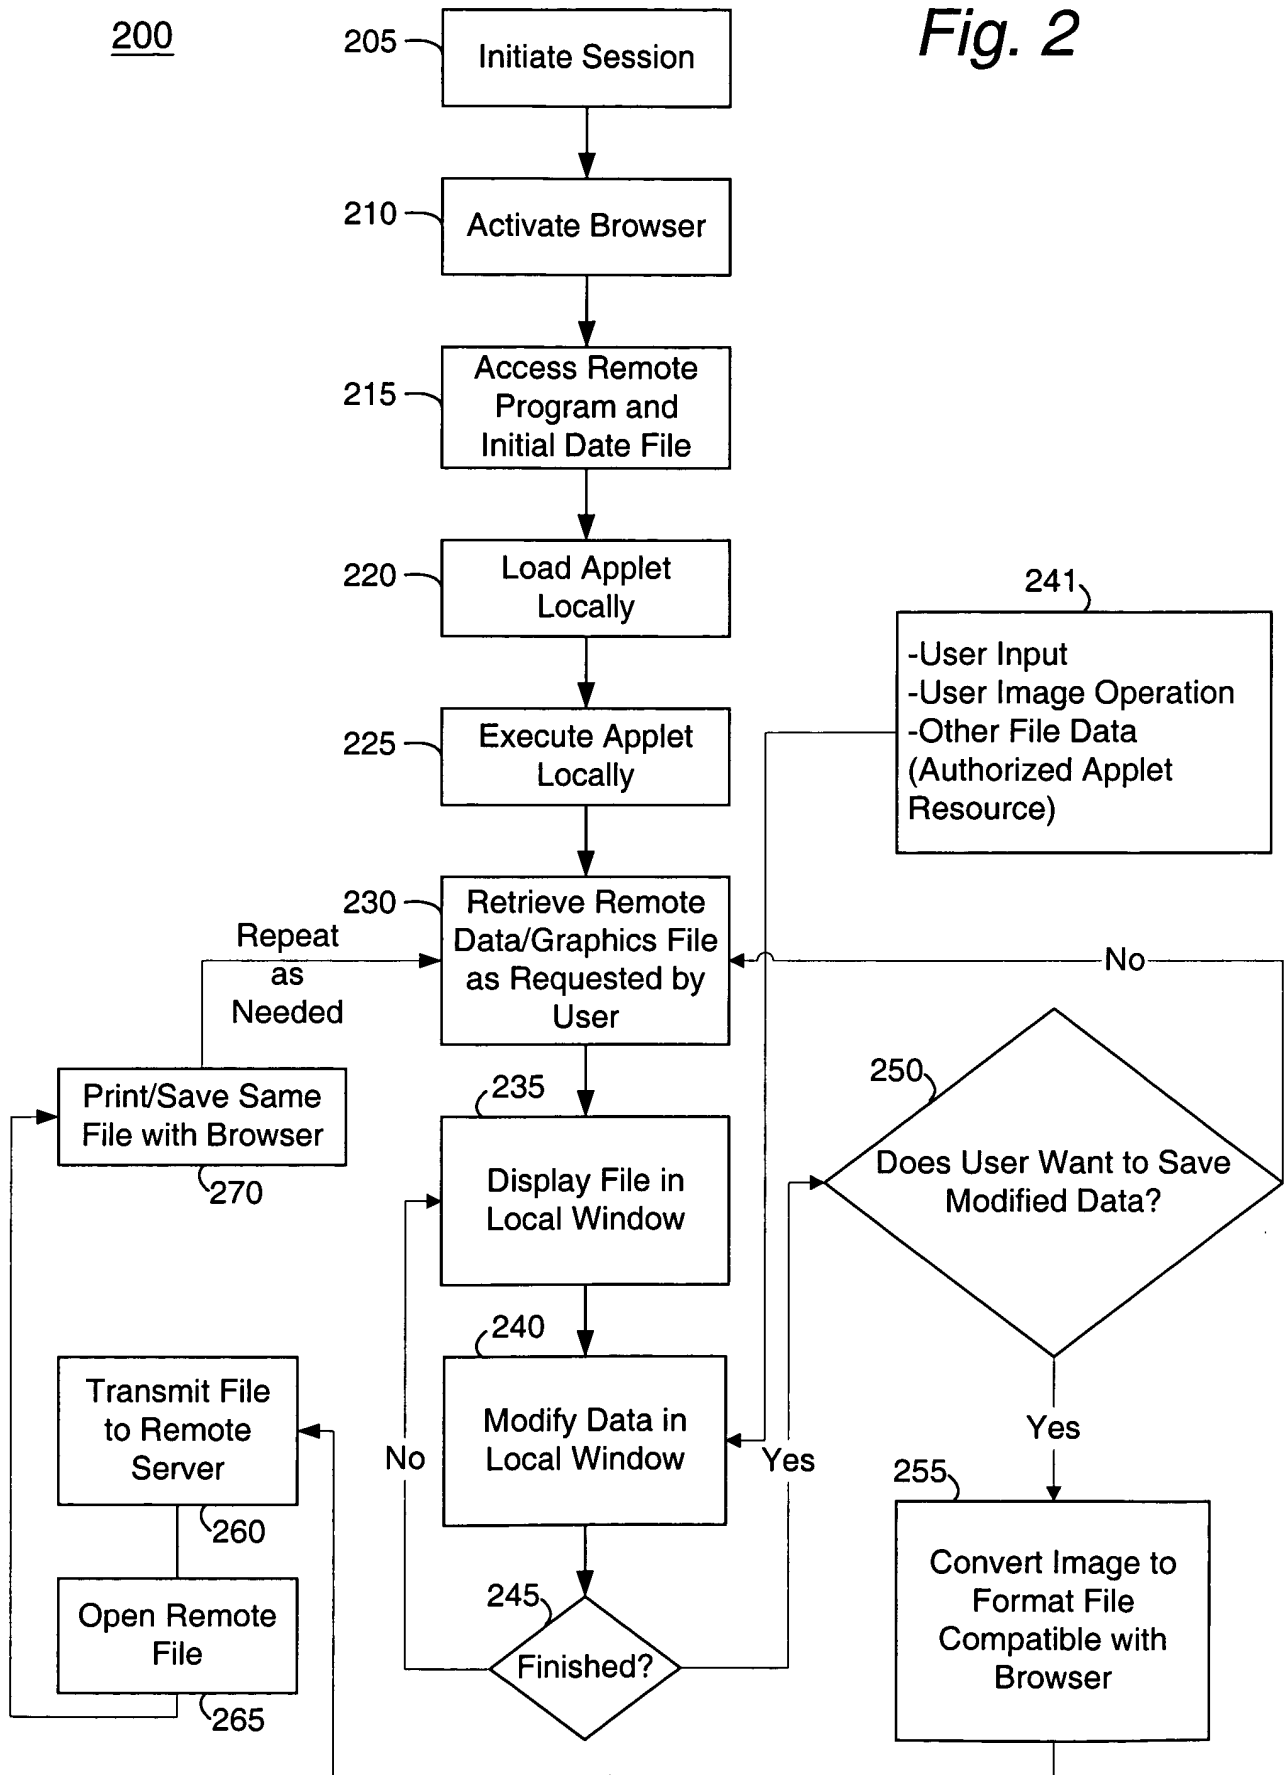 200
Fig. 2
205
Initiate Session
210
Activate Browser
215
Access Remote
Program and
Initial Date File
220
Load Applet
Locally
241
-User Input
-User Image Operation
-Other File Data
(Authorized Applet
Resource)
225
Execute Applet
Locally
230
Retrieve Remote
Data/Graphics File
as Requested by
User
Repeat
as
Needed
No
250
Does User Want to Save
Modified Data?
Print/Save Same
File with Browser
270
235
Display File in
Local Window
240
Modify Data in
Local Window
Transmit File
to Remote
Server
260
No
Yes
Yes
255
Convert Image to
Format File
Compatible with
Browser
Open Remote
File
265
245
Finished?